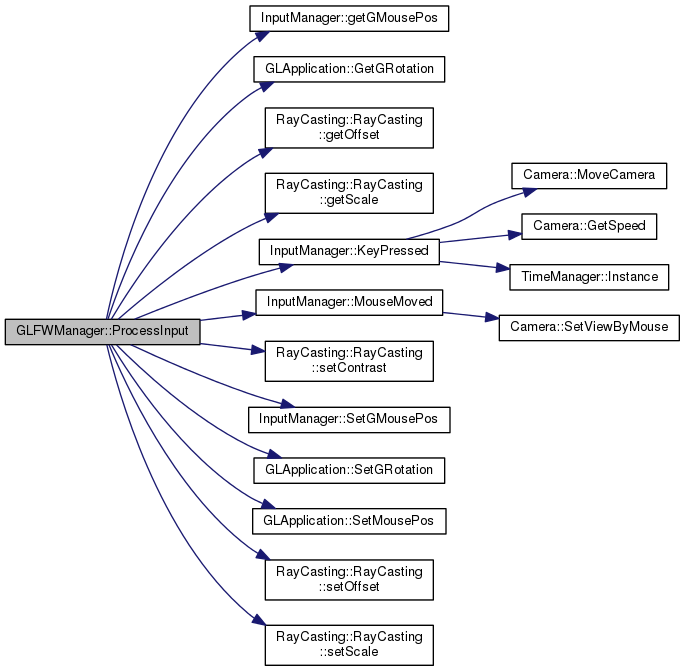 InputManager::getGMousePos
GLApplication::GetGRotation
RayCasting::RayCasting
::getOffset
RayCasting::RayCasting
::getScale
Camera::MoveCamera
Camera::GetSpeed
InputManager::KeyPressed
TimeManager::Instance
InputManager::MouseMoved
Camera::SetViewByMouse
GLFWManager::ProcessInput
RayCasting::RayCasting
::setContrast
InputManager::SetGMousePos
GLApplication::SetGRotation
GLApplication::SetMousePos
RayCasting::RayCasting
::setOffset
RayCasting::RayCasting
::setScale